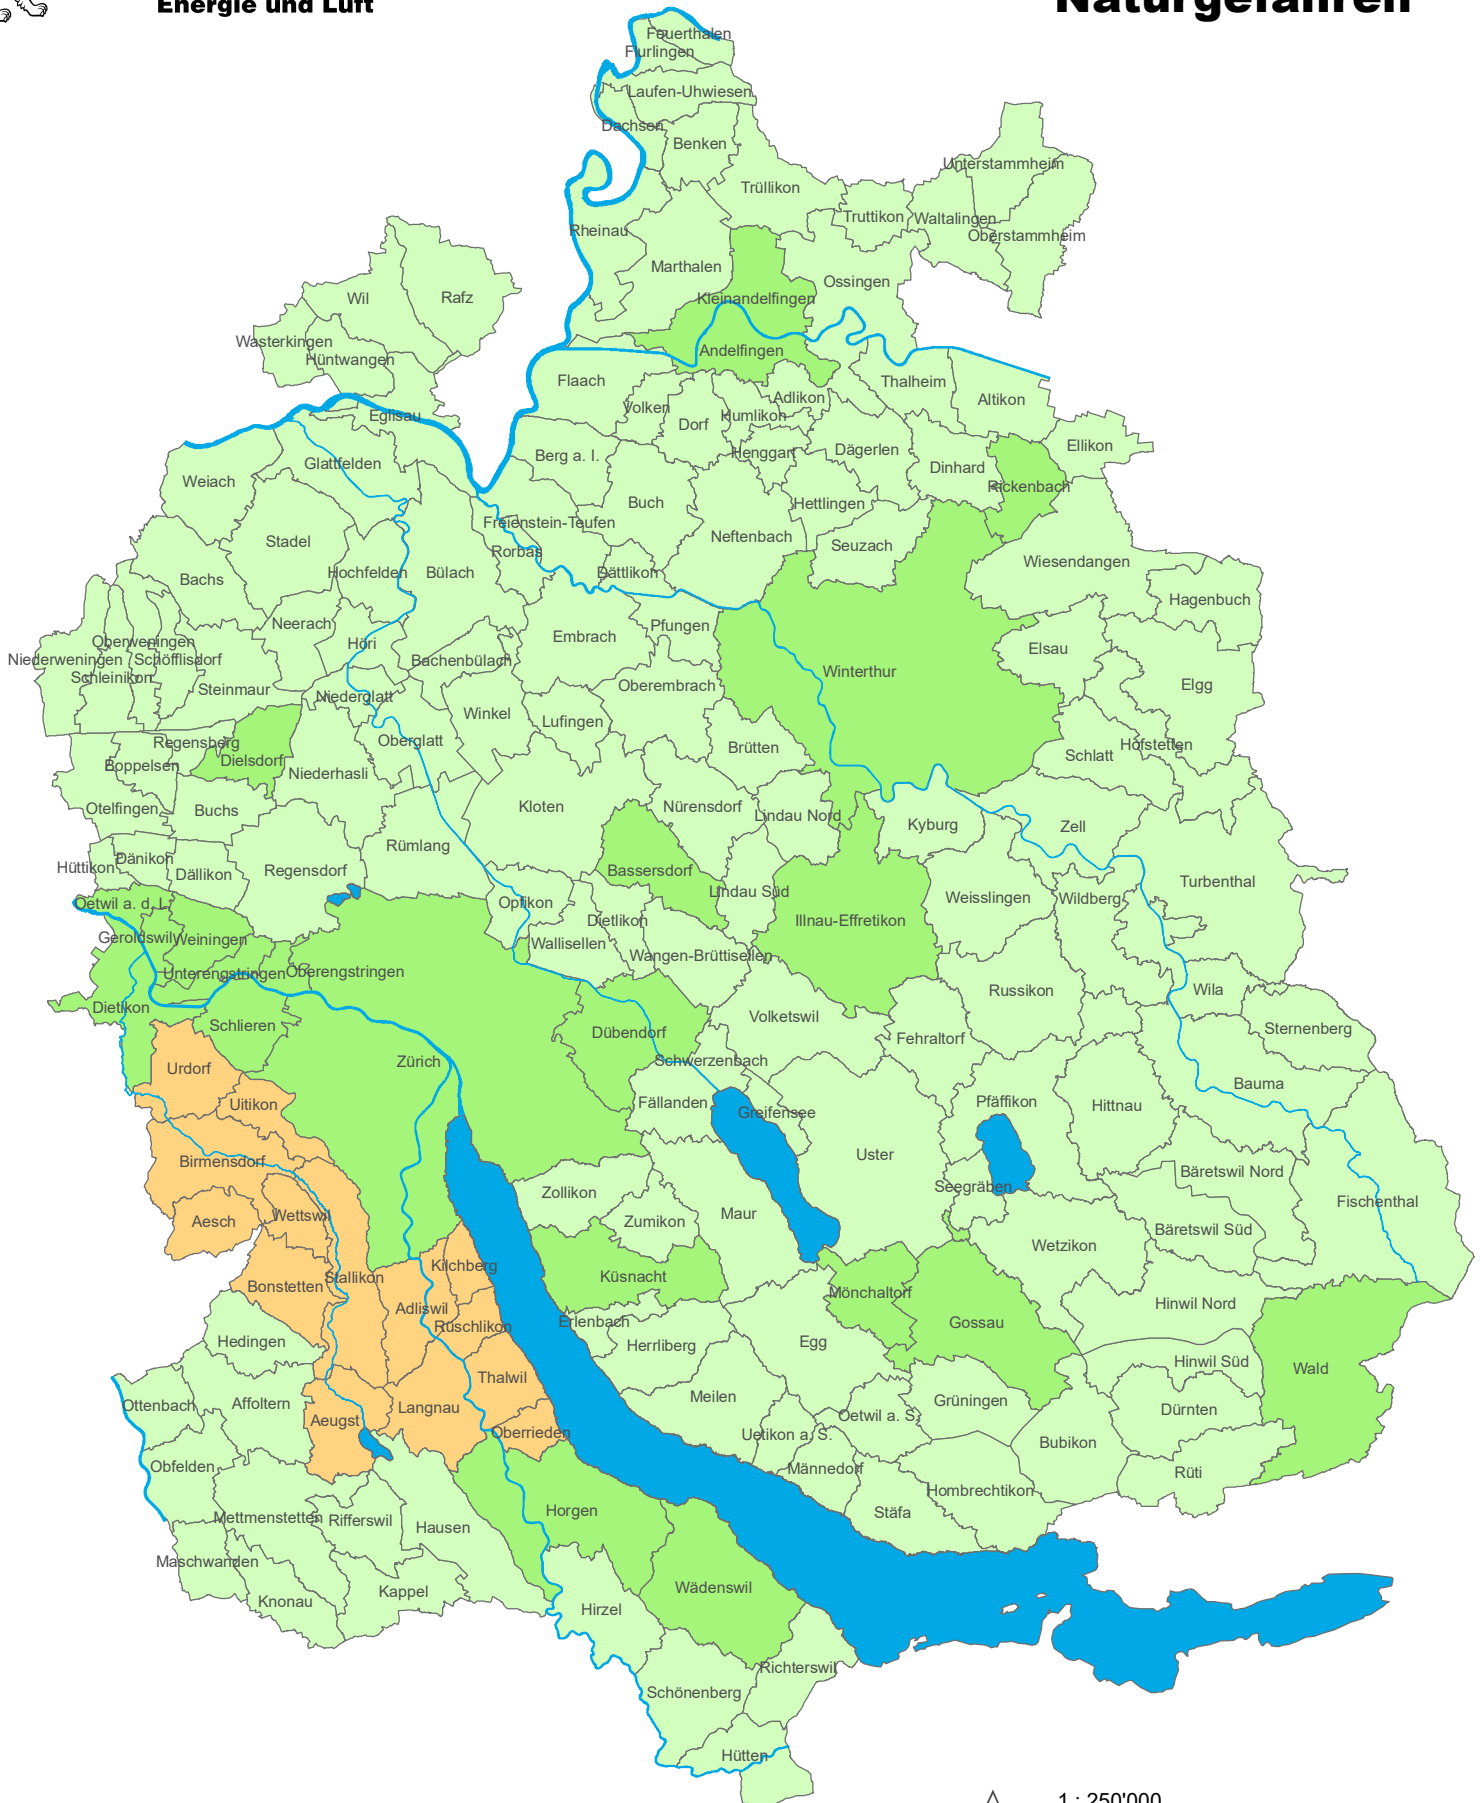 Energie und Luft
Naturgefahren
Feuerthalen
Flurlingen
Laufen-Uhwiesen
Dachsen
Benken
Unterstammheim
Trüllikon
Truttikon
Waltalingen
Rheinau
Oberstammheim
Marthalen
Ossingen
Wil
Rafz
Kleinandelfingen
Wasterkingen
Hüntwangen
Andelfingen
Flaach
Thalheim
Adlikon
Altikon
Volken
Humlikon
Eglisau
Dorf
Ellikon
Henggart
Dägerlen
Berg a. I.
Glattfelden
Dinhard
Weiach
Rickenbach
Buch
Hettlingen
Freienstein-Teufen
Neftenbach
Stadel
Seuzach
Rorbas
Wiesendangen
Hochfelden
Bülach
Dättlikon
Bachs
Hagenbuch
Neerach
Pfungen
Embrach
Oberweningen
Höri
Elsau
Niederweningen
Schöfflisdorf
Bachenbülach
Winterthur
Schleinikon
Oberembrach
Elgg
Steinmaur
Niederglatt
Winkel
Lufingen
Regensberg
Oberglatt
Brütten
Hofstetten
Schlatt
Dielsdorf
Boppelsen
Niederhasli
Otelfingen
Buchs
Kloten
Nürensdorf
Lindau Nord
Kyburg
Zell
Rümlang
Hüttikon
Dänikon
Dällikon
Regensdorf
Bassersdorf
Turbenthal
Lindau Süd
Weisslingen
Wildberg
Oetwil a. d. L.
Opfikon
Dietlikon
Illnau-Effretikon
Geroldswil
Weiningen
Wallisellen
Wangen-Brüttisellen
Unterengstringen
Oberengstringen
Russikon
Wila
Dietikon
Volketswil
Schlieren
Dübendorf
Sternenberg
Fehraltorf
Zürich
Schwerzenbach
Urdorf
Bauma
Uitikon
Fällanden
Greifensee
Pfäffikon
Hittnau
Birmensdorf
Uster
Bäretswil Nord
Seegräben
Zollikon
Fischenthal
Aesch
Wettswil
Zumikon
Maur
Bäretswil Süd
Wetzikon
Kilchberg
Stallikon
Küsnacht
Bonstetten
Mönchaltorf
Adliswil
Hinwil Nord
Erlenbach
Rüschlikon
Gossau
Hedingen
Herrliberg
Egg
Hinwil Süd
Wald
Thalwil
Meilen
Grüningen
Ottenbach
Affoltern
Langnau
Dürnten
Aeugst
Oetwil a. S.
Oberrieden
Uetikon a. S.
Bubikon
Obfelden
Männedorf
Rüti
Hombrechtikon
Horgen
Stäfa
Mettmenstetten
Rifferswil
Hausen
Maschwanden
Kappel
Wädenswil
Knonau
Hirzel
Richterswil
Schönenberg
Hütten
1 : 250'000